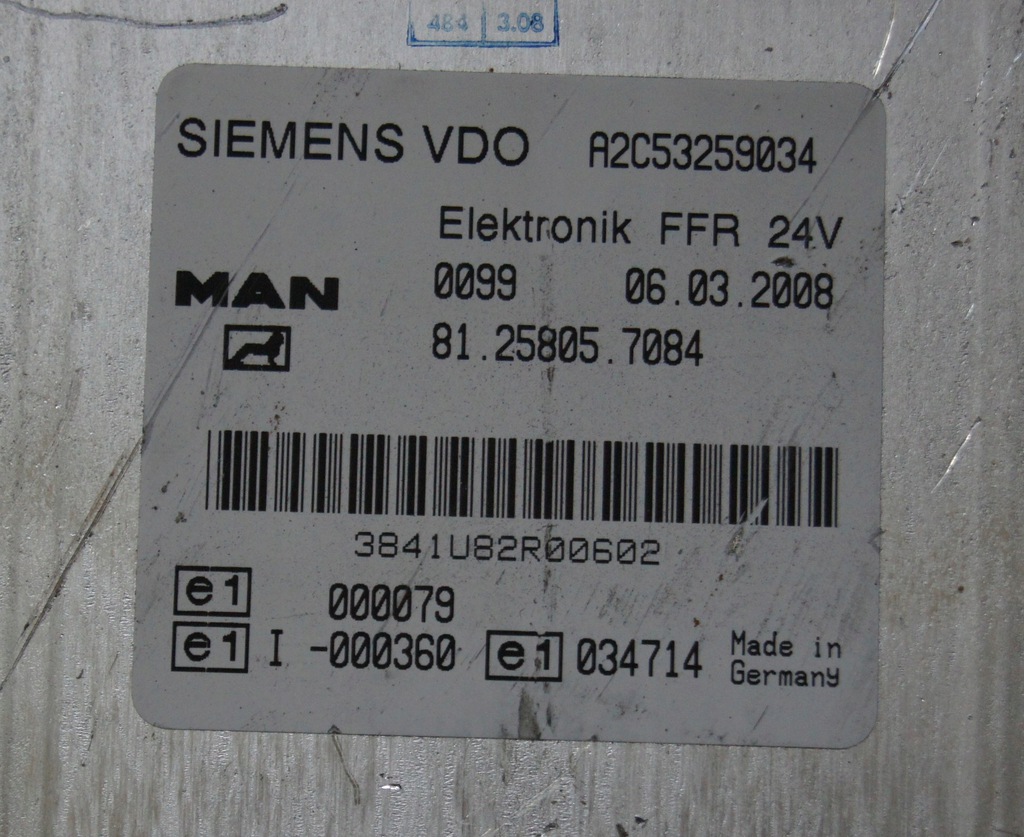 484 3.08
SIEMENS VDO A2C53259034
Elektronik FFR 24V
MAN 0099 06.03.2008
81.25805.7084
3841U82R00602
e1 000079
e1 I -000360 e1 034714 Made in
Germany